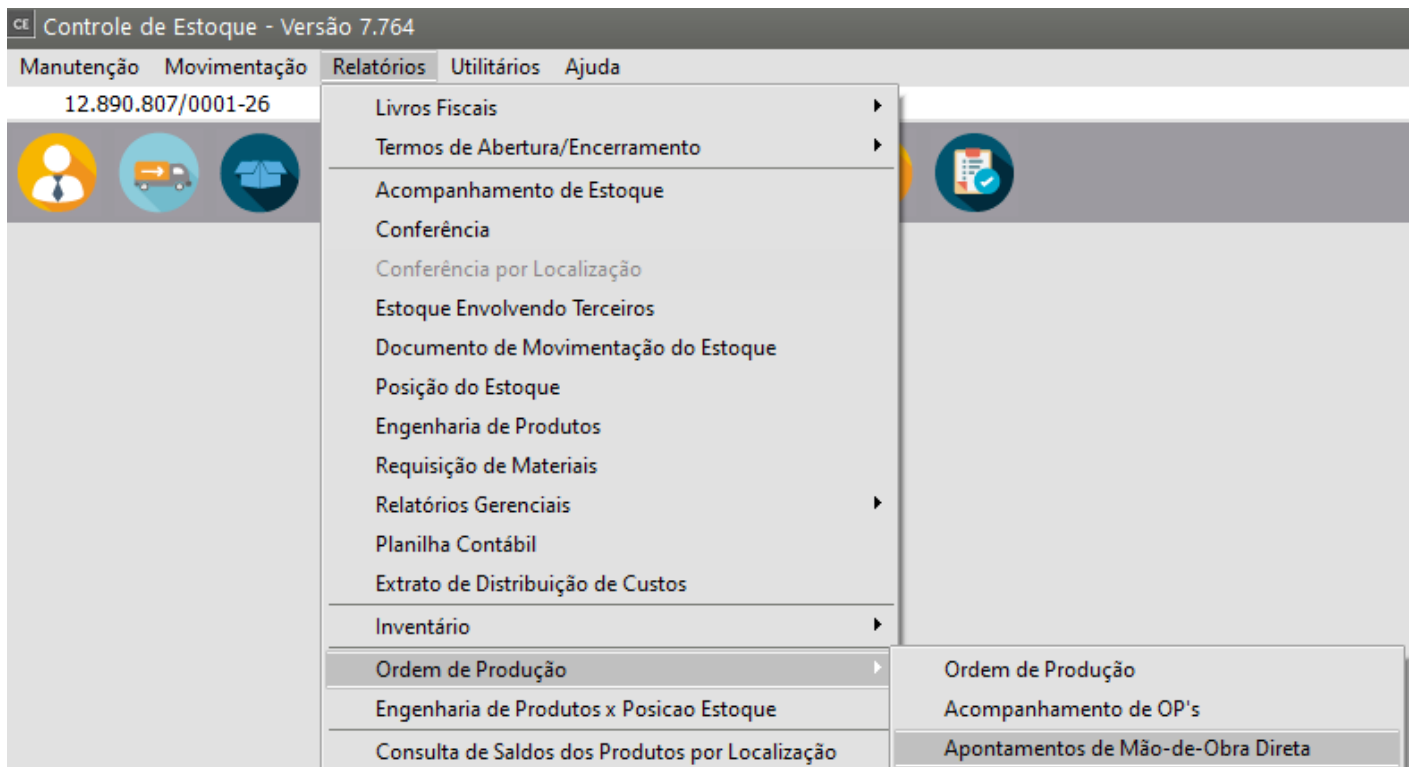 CE Controle de Estoque - Versão 7.764
Manutenção Movimentação Relatórios Utilitários Ajuda
12.890.807/0001-26
Livros Fiscais
Termos de Abertura/Encerramento
Acompanhamento de Estoque
Conferência
Conferência por Localização
Estoque Envolvendo Terceiros
Documento de Movimentação do Estoque
Posição do Estoque
Engenharia de Produtos
Requisição de Materiais
Relatórios Gerenciais
Planilha Contábil
Extrato de Distribuição de Custos
Inventário
Ordem de Produção
Engenharia de Produtos x Posicao Estoque
Consulta de Saldos dos Produtos por Localização
Ordem de Produção
Acompanhamento de OP's
Apontamentos de Mão-de-Obra Direta